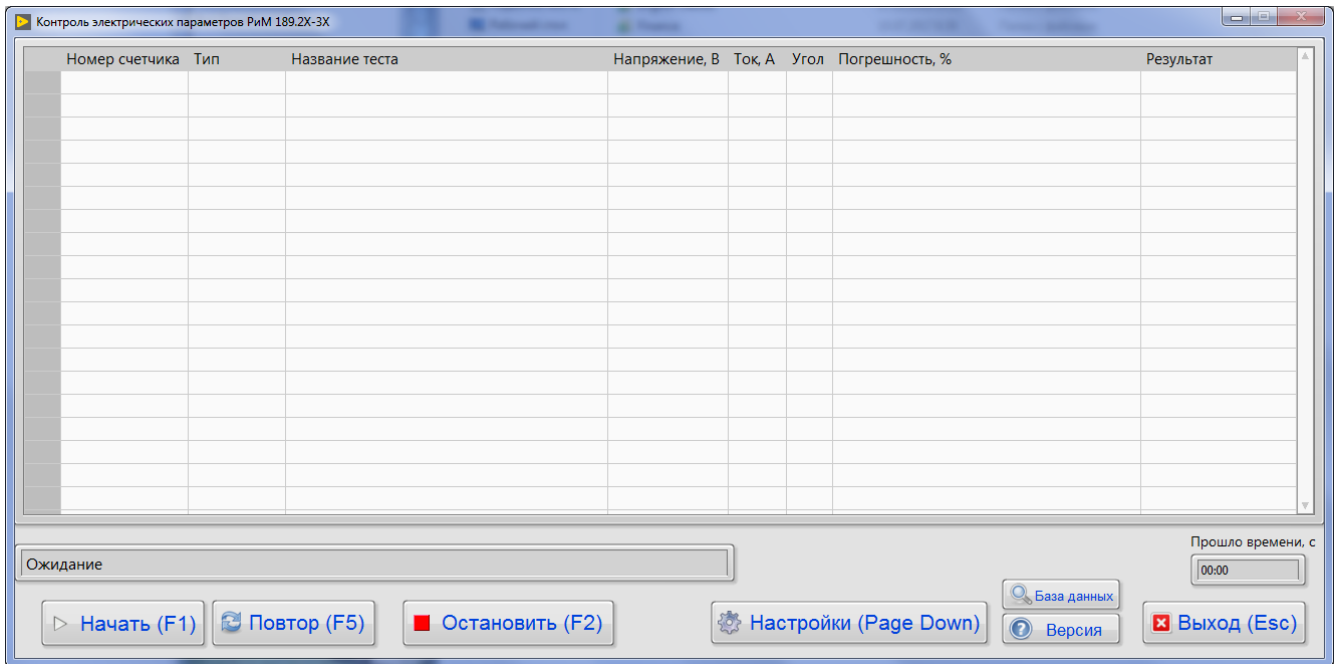 Контроль электрических параметров РиМ 189.2X-3X
Номер счетчика Тип Название теста Напряжение, В Ток, А Угол Погрешность, % Результат
Прошло времени, с
Ожидание
00:00
База данных
Начать (F1) Повтор (F5) Остановить (F2) Настройки (Page Down) Версия Выход (Esc)